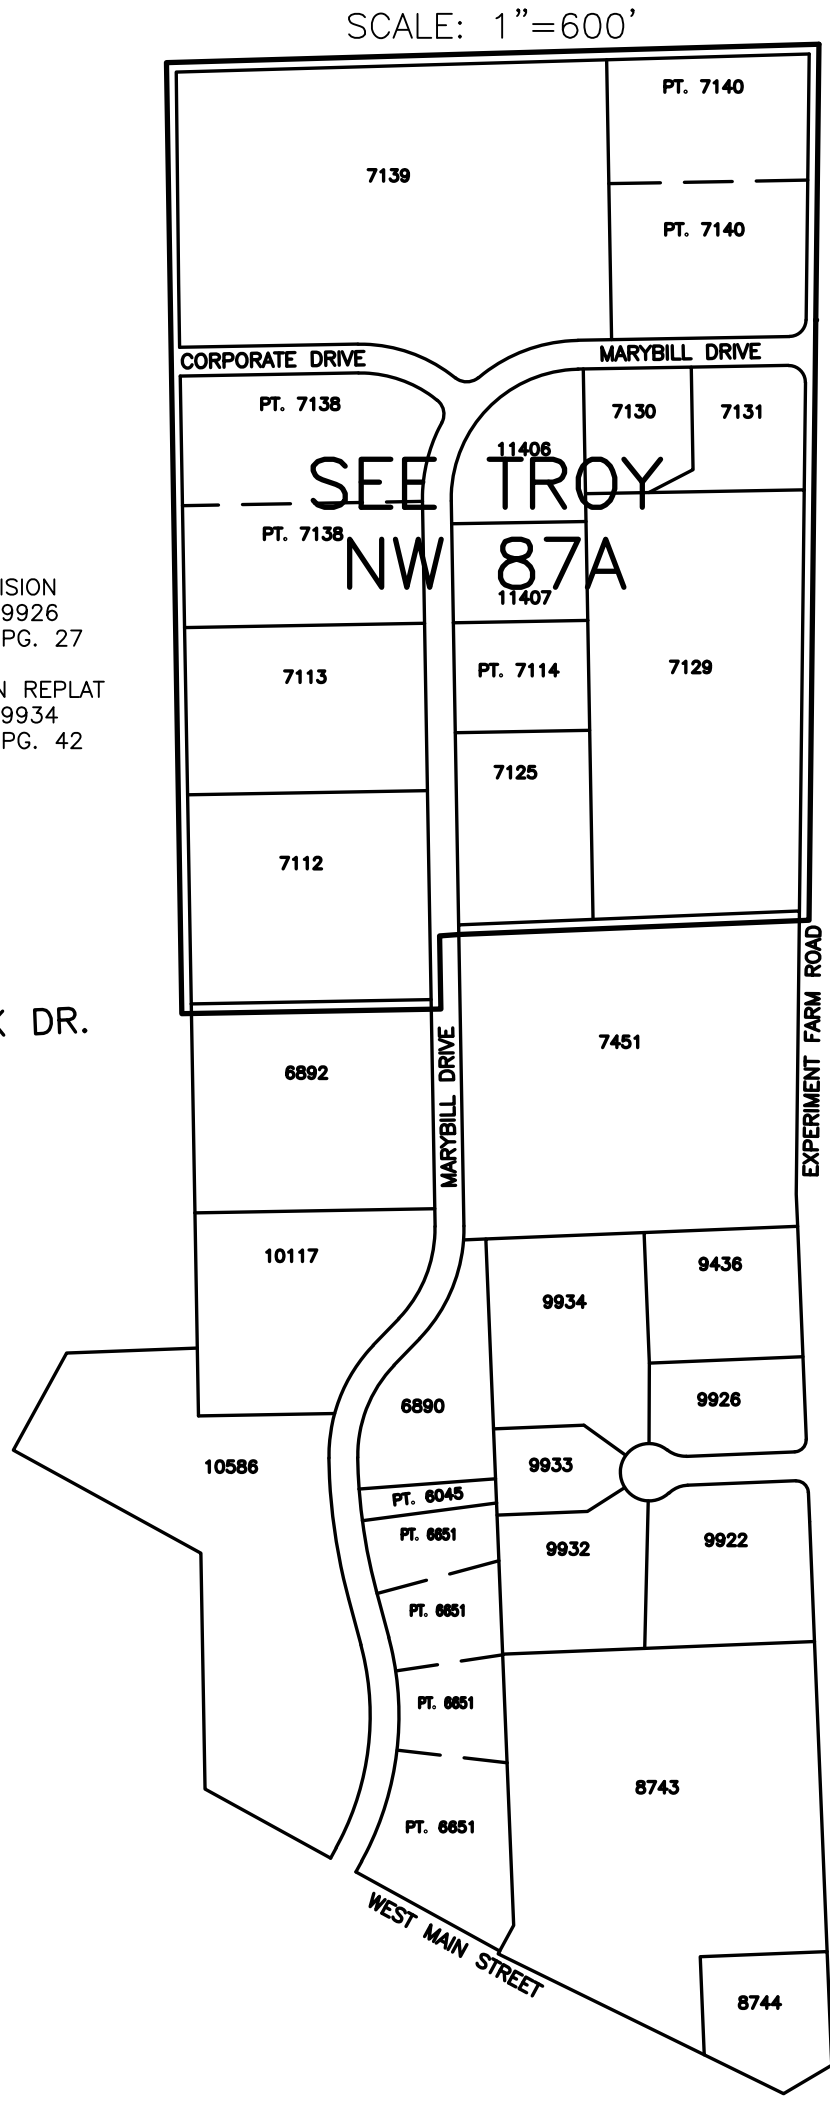 SCALE: 1"=600'
PT. 7140
7139
PT. 7140
CORPORATE DRIVE
MARYBILL DRIVE
PT. 7138
7130
7131
11406
SEE TROY
NW 87A
PT. 7138
11407
ISION
9926
PG. 27
N REPLAT
9934
PG. 42
7113
PT. 7114
7129
7125
7112
EXPERIMENT FARM ROAD
DR.
MARYBILL DRIVE
7451
6892
10117
9934
9436
6890
9926
10586
9933
PT. 6045
PT. 6651
9932
9922
PT. 6651
PT. 6651
8743
PT. 6651
WEST MAIN STREET
8744